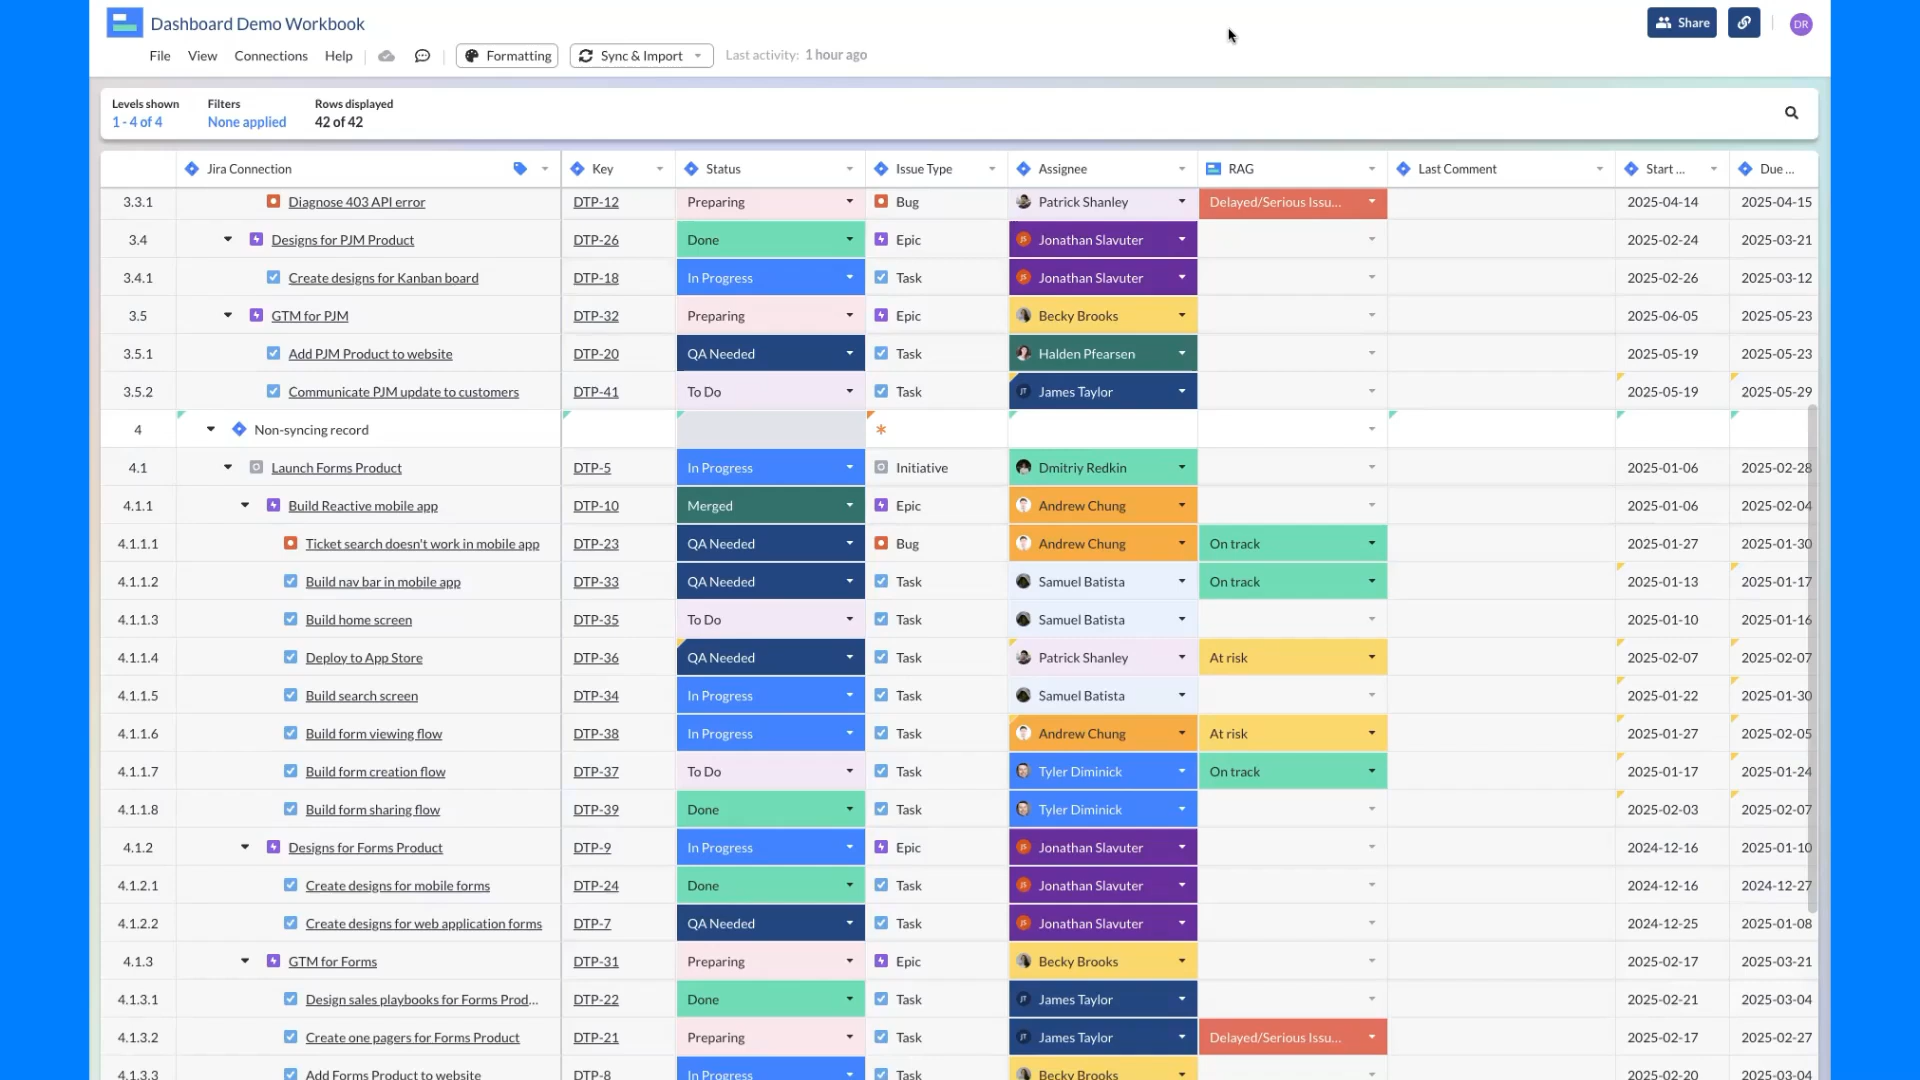 Dashboard Demo Workbook
Share
DR
File View Connections Help Formatting Sync & Import Last activity: 1 hour ago
Levels shown Filters Rows displayed
1 - 4 of 4 None applied 42 of 42
Jira Connection Key Status Issue Type Assignee RAG Last Comment Start ... Due ...
3.3.1 Diagnose 403 API error DTP-12 Preparing Bug Patrick Shanley Delayed/Serious Issu... 2025-04-14 2025-04-15
3.4 Designs for PJM Product DTP-26 Done Epic JS Jonathan Slavuter 2025-02-24 2025-03-21
3.4.1 Create designs for Kanban board DTP-18 In Progress Task JS Jonathan Slavuter 2025-02-26 2025-03-12
3.5 GTM for PJM DTP-32 Preparing Epic Becky Brooks 2025-06-05 2025-05-23
3.5.1 Add PJM Product to website DTP-20 QA Needed Task Halden Pfearsen 2025-05-19 2025-05-23
3.5.2 Communicate PJM update to customers DTP-41 To Do Task JT James Taylor 2025-05-19 2025-05-29
4 Non-syncing record *
4.1 Launch Forms Product DTP-5 In Progress Initiative Dmitriy Redkin 2025-01-06 2025-02-28
4.1.1 Build Reactive mobile app DTP-10 Merged Epic Andrew Chung 2025-01-06 2025-02-04
4.1.1.1 Ticket search doesn't work in mobile app DTP-23 QA Needed Bug Andrew Chung On track 2025-01-27 2025-01-30
4.1.1.2 Build nav bar in mobile app DTP-33 QA Needed Task Samuel Batista On track 2025-01-13 2025-01-17
4.1.1.3 Build home screen DTP-35 To Do Task Samuel Batista 2025-01-10 2025-01-16
4.1.1.4 Deploy to App Store DTP-36 QA Needed Task Patrick Shanley At risk 2025-02-07 2025-02-07
4.1.1.5 Build search screen DTP-34 In Progress Task Samuel Batista 2025-01-22 2025-01-30
4.1.1.6 Build form viewing flow DTP-38 In Progress Task Andrew Chung At risk 2025-01-27 2025-02-05
4.1.1.7 Build form creation flow DTP-37 To Do Task Tyler Diminick On track 2025-01-17 2025-01-24
4.1.1.8 Build form sharing flow DTP-39 Done Task Tyler Diminick 2025-02-03 2025-02-07
4.1.2 Designs for Forms Product DTP-9 In Progress Epic JS Jonathan Slavuter 2024-12-16 2025-01-10
4.1.2.1 Create designs for mobile forms DTP-24 Done Task JS Jonathan Slavuter 2024-12-16 2024-12-27
4.1.2.2 Create designs for web application forms DTP-7 QA Needed Task JS Jonathan Slavuter 2024-12-25 2025-01-08
4.1.3 GTM for Forms DTP-31 Preparing Epic Becky Brooks 2025-02-17 2025-03-21
4.1.3.1 Design sales playbooks for Forms Prod... DTP-22 Done Task JT James Taylor 2025-02-21 2025-03-04
4.1.3.2 Create one pagers for Forms Product DTP-21 Preparing Task JT James Taylor Delayed/Serious Issu... 2025-02-17 2025-02-27
4.1.3.3 Add Forms Product to website DTP-8 In Progress Task Becky Brooks 2025-02-20 2025-03-04